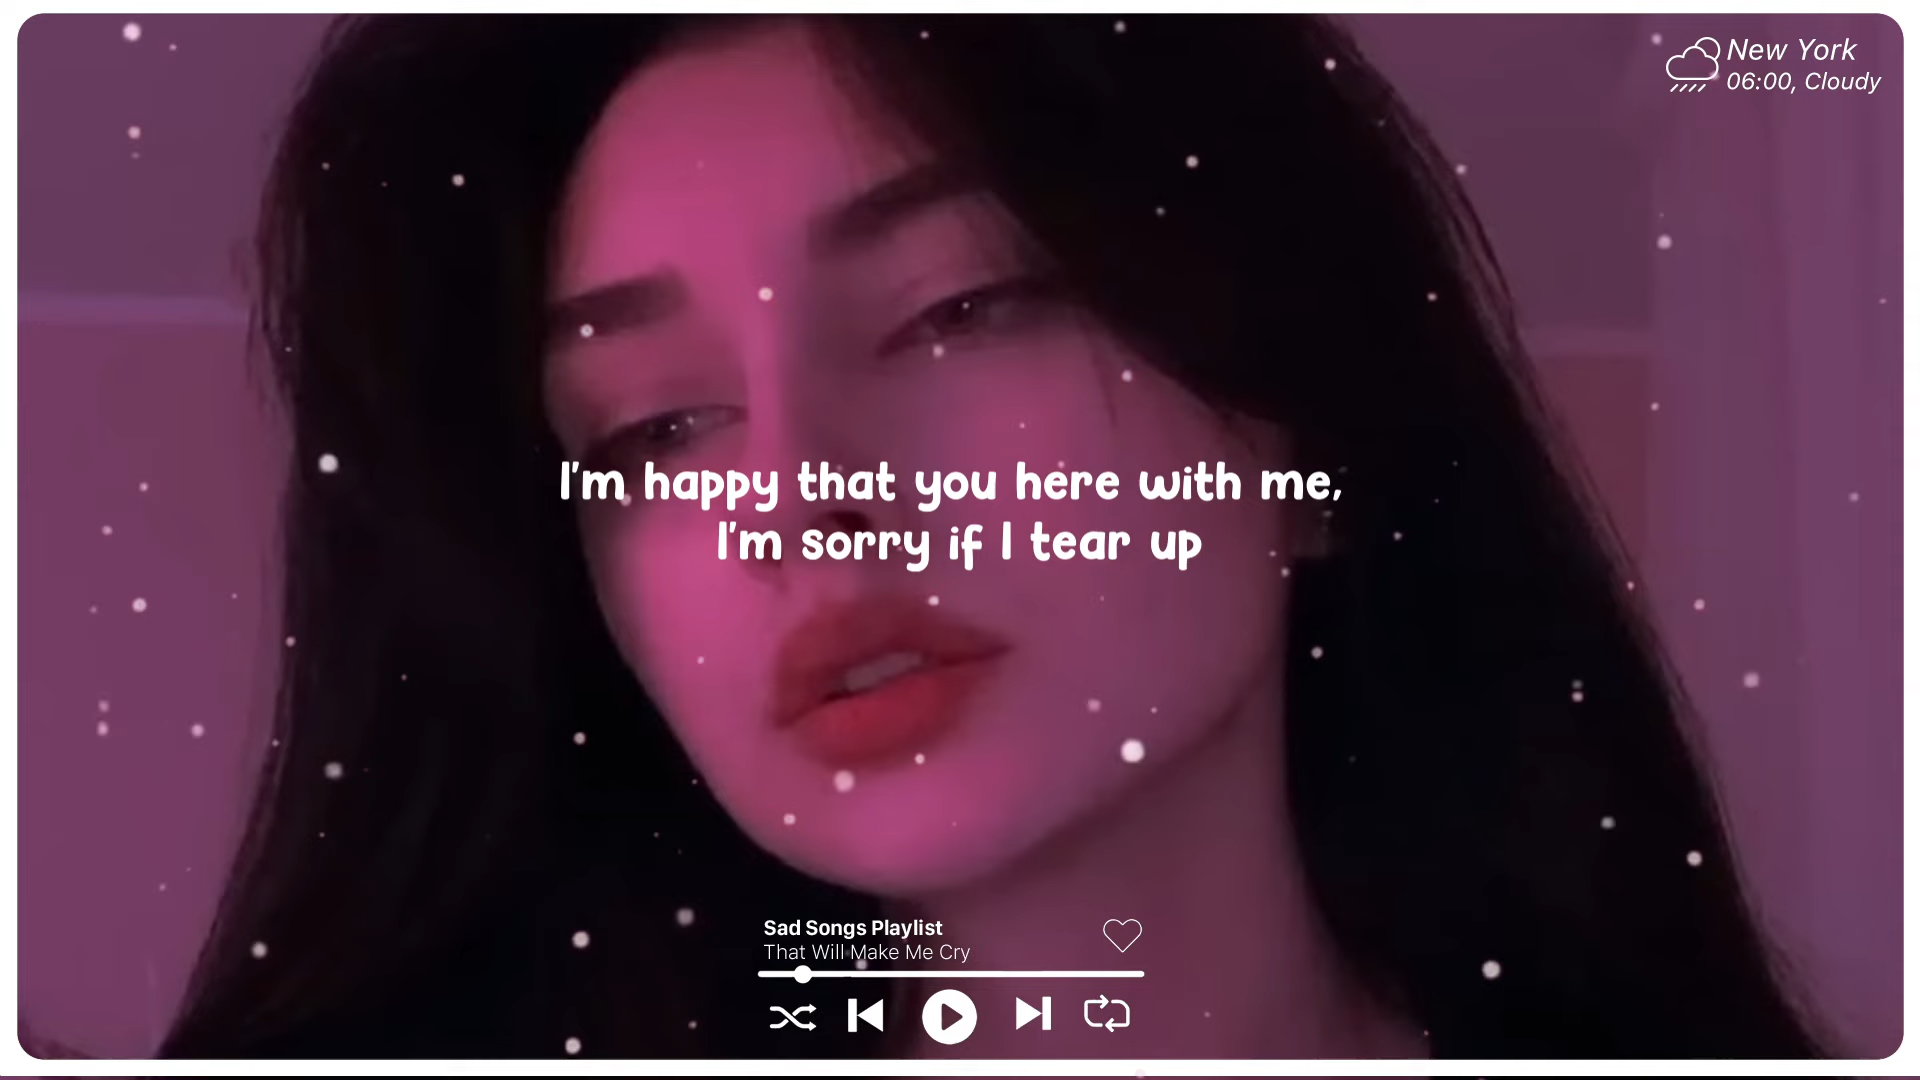 New York
06:00, Cloudy
I'm happy that you here with me,
I'm sorry if I tear up
Sad Songs Playlist
That Will Make Me Cry